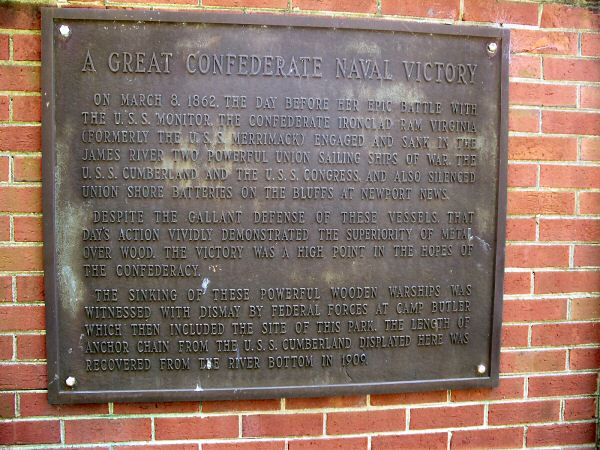 A GREAT CONFEDERATE NAVAL VICTORY
ON MARCH 8, 1862, THE DAY BEFORE HER EPIC BATTLE WITH
THE U.S.S. MONITOR, THE CONFEDERATE IRONCLAD RAM VIRGINIA
(FORMERLY THE U.S.S. MERRIMACK) ENGAGED AND SANK IN THE
JAMES RIVER TWO POWERFUL UNION SAILING SHIPS OF WAR, THE
U.S.S. CUMBERLAND AND THE U.S.S. CONGRESS, AND ALSO SILENCED
UNION SHORE BATTERIES ON THE BLUFFS AT NEWPORT NEWS.
DESPITE THE GALLANT DEFENSE OF THESE VESSELS, THAT
DAY'S ACTION VIVIDLY DEMONSTRATED THE SUPERIORITY OF METAL
OVER WOOD. THE VICTORY WAS A HIGH POINT IN THE HOPES OF
THE CONFEDERACY.
THE SINKING OF THESE POWERFUL WOODEN WARSHIPS WAS
WITNESSED WITH DISMAY BY FEDERAL FORCES AT CAMP BUTLER
WHICH THEN INCLUDED THE SITE OF THIS PARK. THE LENGTH OF
ANCHOR CHAIN FROM THE U.S.S. CUMBERLAND DISPLAYED HERE WAS
RECOVERED FROM THE RIVER BOTTOM IN 1909.